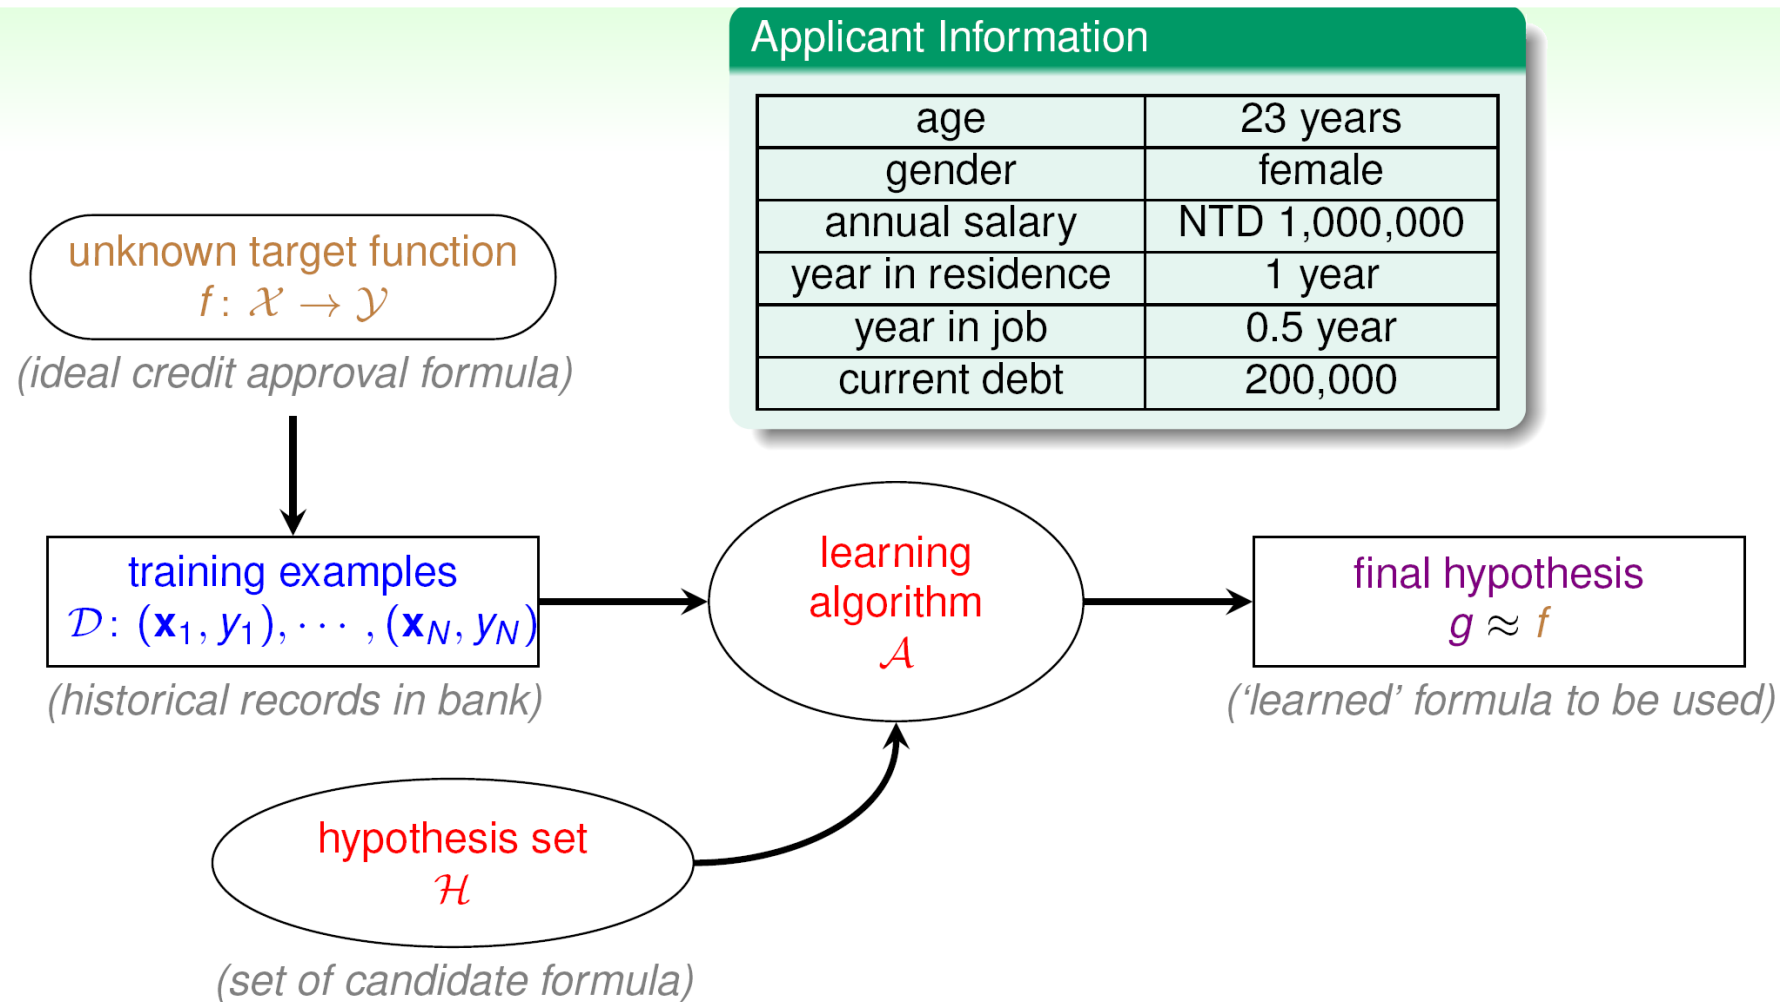 Applicant Information
age 23 years
gender female
annual salary NTD 1,000,000
year in residence 1 year
year in job 0.5 year
current debt 200,000
unknown target function
f: 𝒳 → 𝒴
(ideal credit approval formula)
training examples
𝒟: (𝐱₁, y₁), ⋯ , (𝐱_N, y_N)
(historical records in bank)
learning
algorithm
𝒜
final hypothesis
g ≈ f
(‘learned’ formula to be used)
hypothesis set
ℋ
(set of candidate formula)